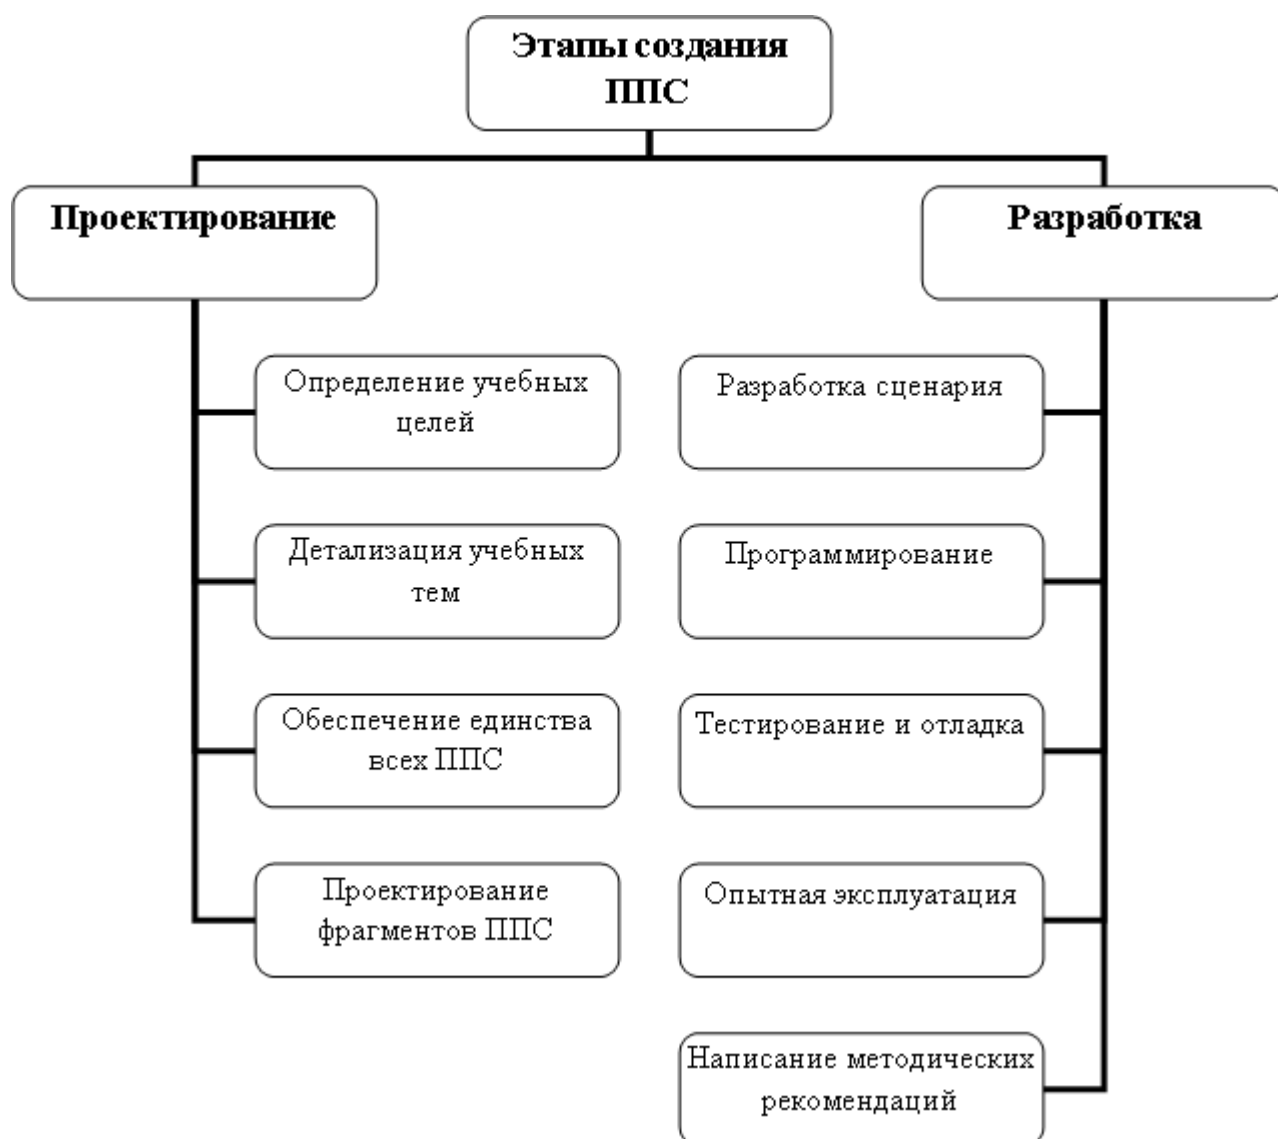 Этапы создания
ППС
Проектирование
Разработка
Определение учебных
целей
Детализация учебных
тем
Обеспечение единства
всех ППС
Проектирование
фрагментов ППС
Разработка сценария
Программирование
Тестирование и отладка
Опытная эксплуатация
Написание методических
рекомендаций